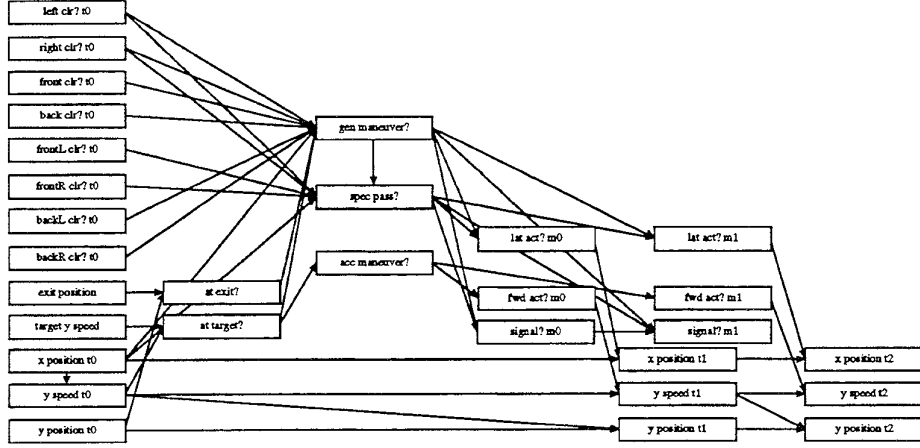 left clr? t0
right clr? t0
front clr? t0
back clr? t0
frontL clr? t0
frontR clr? t0
backL clr? t0
backR clr? t0
exit position
target y speed
x position t0
y speed t0
y position t0
at exit?
at target?
gen maneuver?
spec pass?
acc maneuver?
lat act? m0
fwd act? m0
signal? m0
lat act? m1
fwd act? m1
signal? m1
x position t1
y speed t1
y position t1
x position t2
y speed t2
y position t2